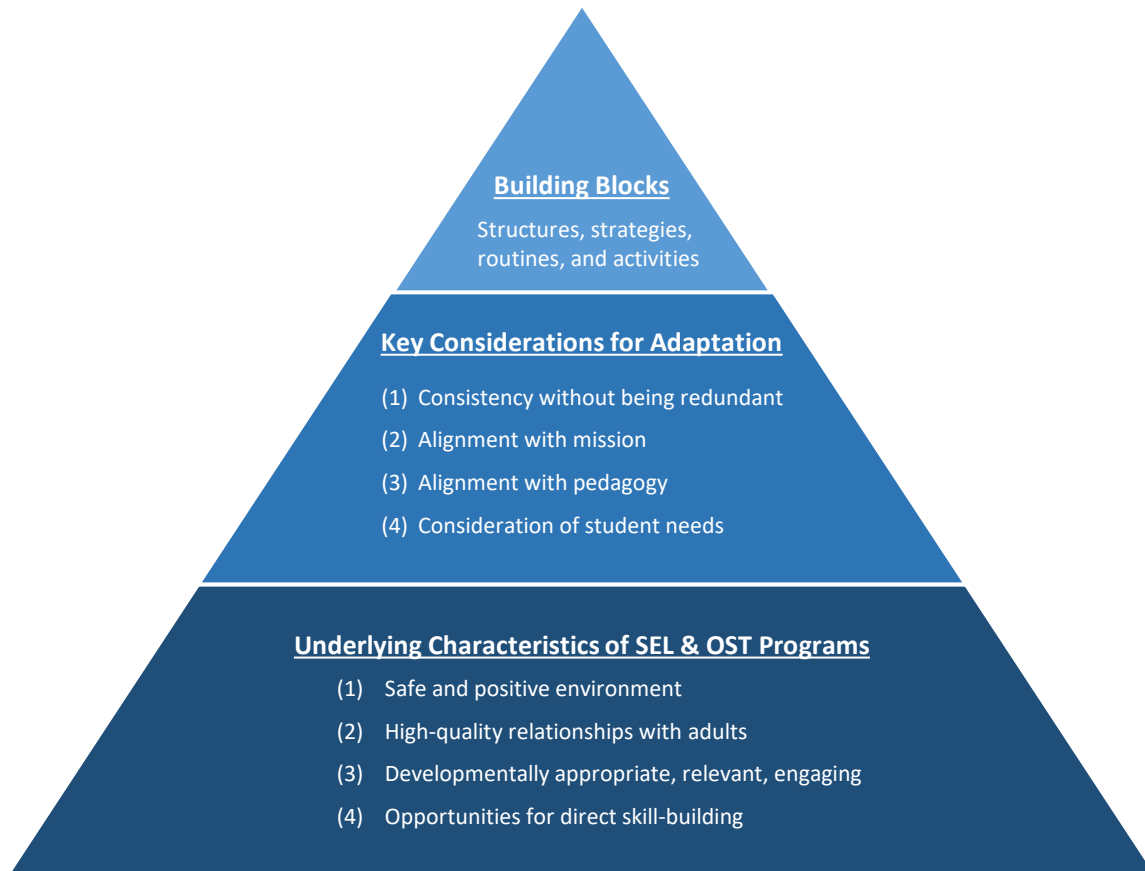 Building Blocks
Structures, strategies,
routines, and activities
Key Considerations for Adaptation
(1) Consistency without being redundant
(2) Alignment with mission
(3) Alignment with pedagogy
(4) Consideration of student needs
Underlying Characteristics of SEL & OST Programs
(1) Safe and positive environment
(2) High-quality relationships with adults
(3) Developmentally appropriate, relevant, engaging
(4) Opportunities for direct skill-building